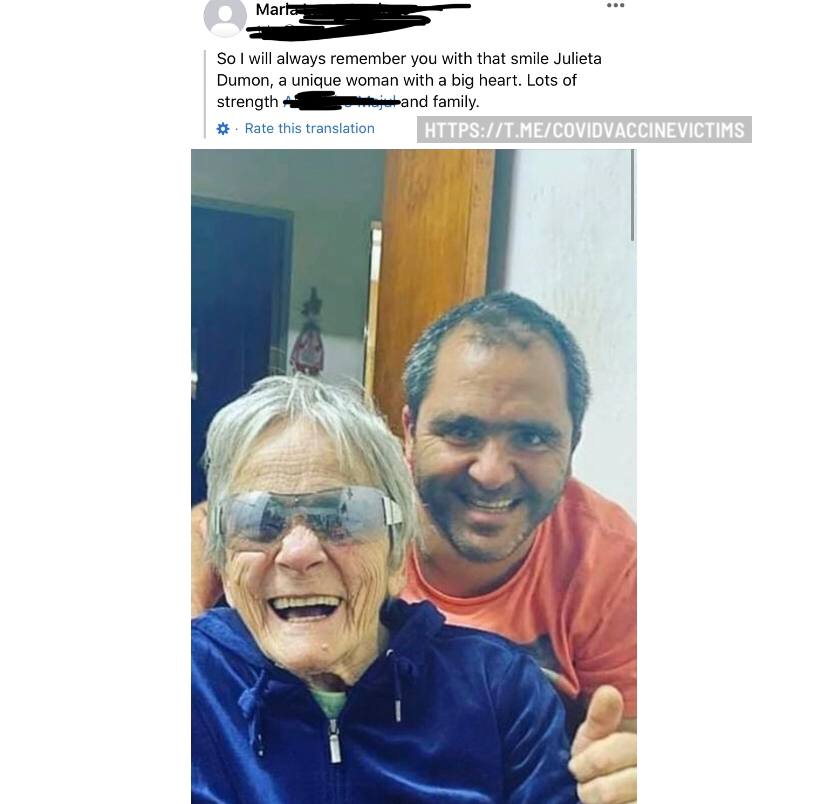 Marla
So I will always remember you with that smile Julieta
Dumon, a unique woman with a big heart. Lots of
strength and family.
· Rate this translation
HTTPS://T.ME/COVIDVACCINEVICTIMS